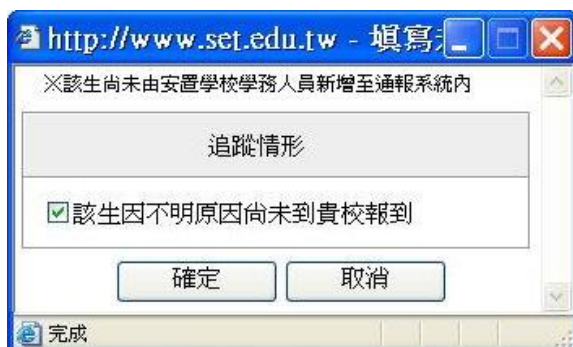 http://www.set.edu.tw - 填寫
※該生尚未由安置學校學務人員新增至通報系統內
追蹤情形
該生因不明原因尚未到貴校報到
確定
取消
完成